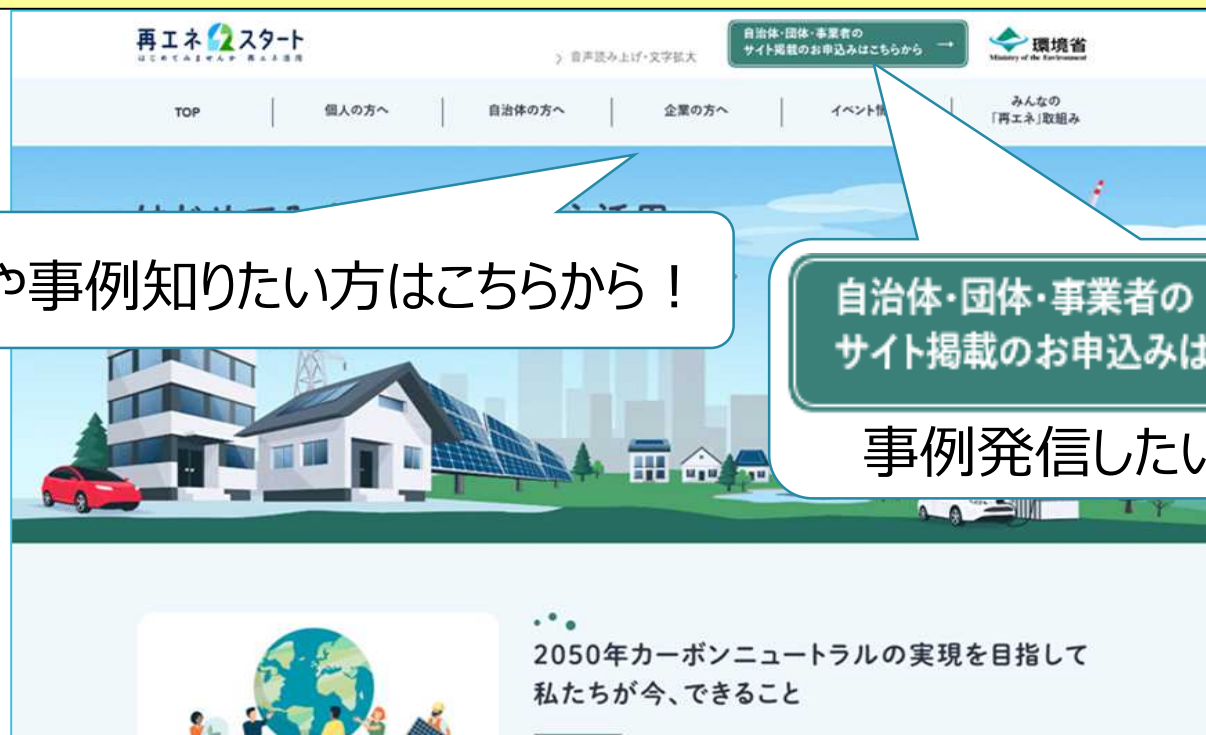 再エネスタート
はじめてみませんか 再エネ活用
音声読み上げ・文字拡大
自治体・団体・事業者の
サイト掲載のお申込みはこちらから →
環境省
Ministry of the Environment
TOP
個人の方へ
自治体の方へ
企業の方へ
イベント情
みんなの
「再エネ」取組み
や事例知りたい方はこちらから！
自治体・団体・事業者の
サイト掲載のお申込みは
事例発信したい
2050年カーボンニュートラルの実現を目指して
私たちが今、できること